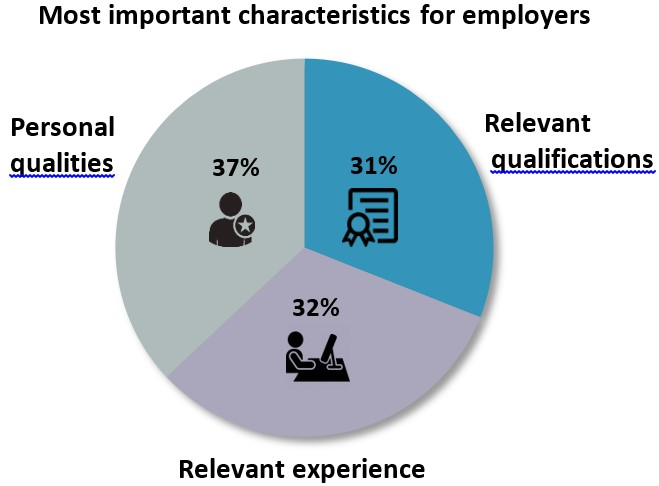 Most important characteristics for employers
Personal
qualities
37%
31%
Relevant
qualifications
32%
Relevant experience